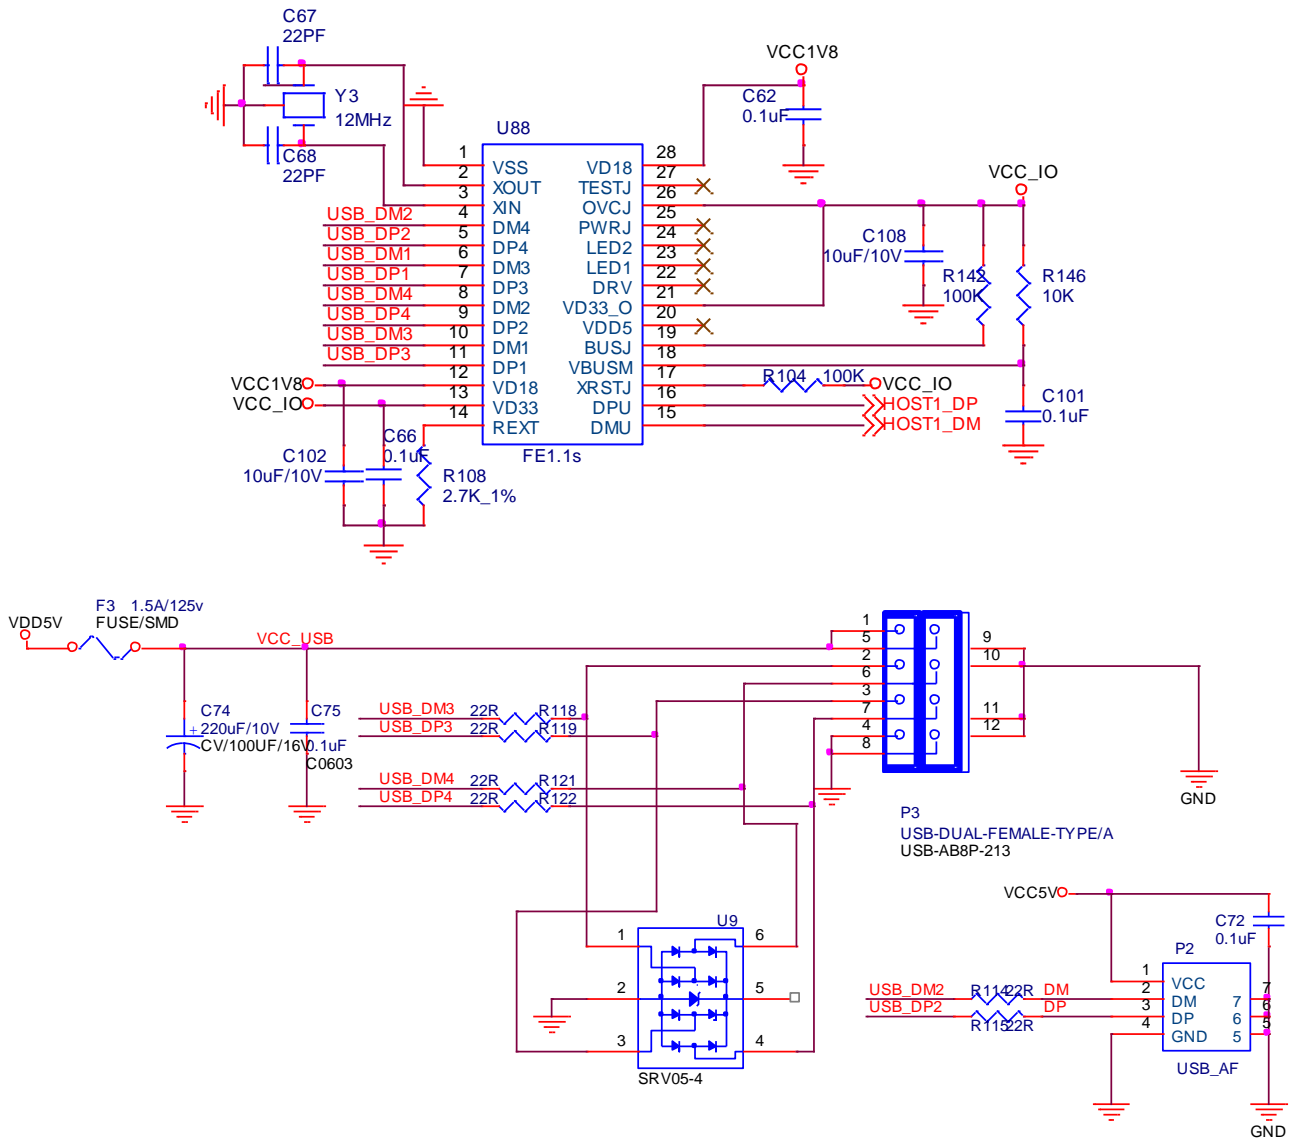 C67
22PF
Y3
12MHz
C68
22PF
VCC1V8
C62
0.1uF
U88
1
VSS
2
XOUT
3
XIN
USB_DM2
4
DM4
USB_DP2
5
DP4
USB_DM1
6
DM3
USB_DP1
7
DP3
USB_DM4
8
DM2
USB_DP4
9
DP2
USB_DM3
10
DM1
USB_DP3
11
DP1
VCC1V8
12
VD18
VCC_IO
13
VD33
14
REXT
28
VD18
27
TESTJ
26
OVCJ
25
PWRJ
24
LED2
23
LED1
22
DRV
21
VD33_O
20
VDD5
19
BUSJ
18
VBUSM
17
XRSTJ
16
DPU
15
DMU
FE1.1s
VCC_IO
C108
10uF/10V
R142
100K
R146
10K
R104 100K
VCC_IO
HOST1_DP
HOST1_DM
C101
0.1uF
C66
0.1uF
C102
10uF/10V
R108
2.7K_1%
F3 1.5A/125v
FUSE/SMD
VDD5V
VCC_USB
C74
220uF/10V
+
CV/100UF/16V
C75
0.1uF
C0603
USB_DM3 22R R118
USB_DP3 22R R119
USB_DM4 22R R121
USB_DP4 22R R122
1
5
2
6
3
7
4
8
9
10
11
12
GND
P3
USB-DUAL-FEMALE-TYPE/A
USB-AB8P-213
U9
1
2
3
6
5
4
SRV05-4
VCC5V
C72
0.1uF
P2
USB_DM2 R114 22R DM
USB_DP2 R115 22R DP
1
VCC
2
DM
3
DP
4
GND
7
7
6
6
5
5
USB_AF
GND